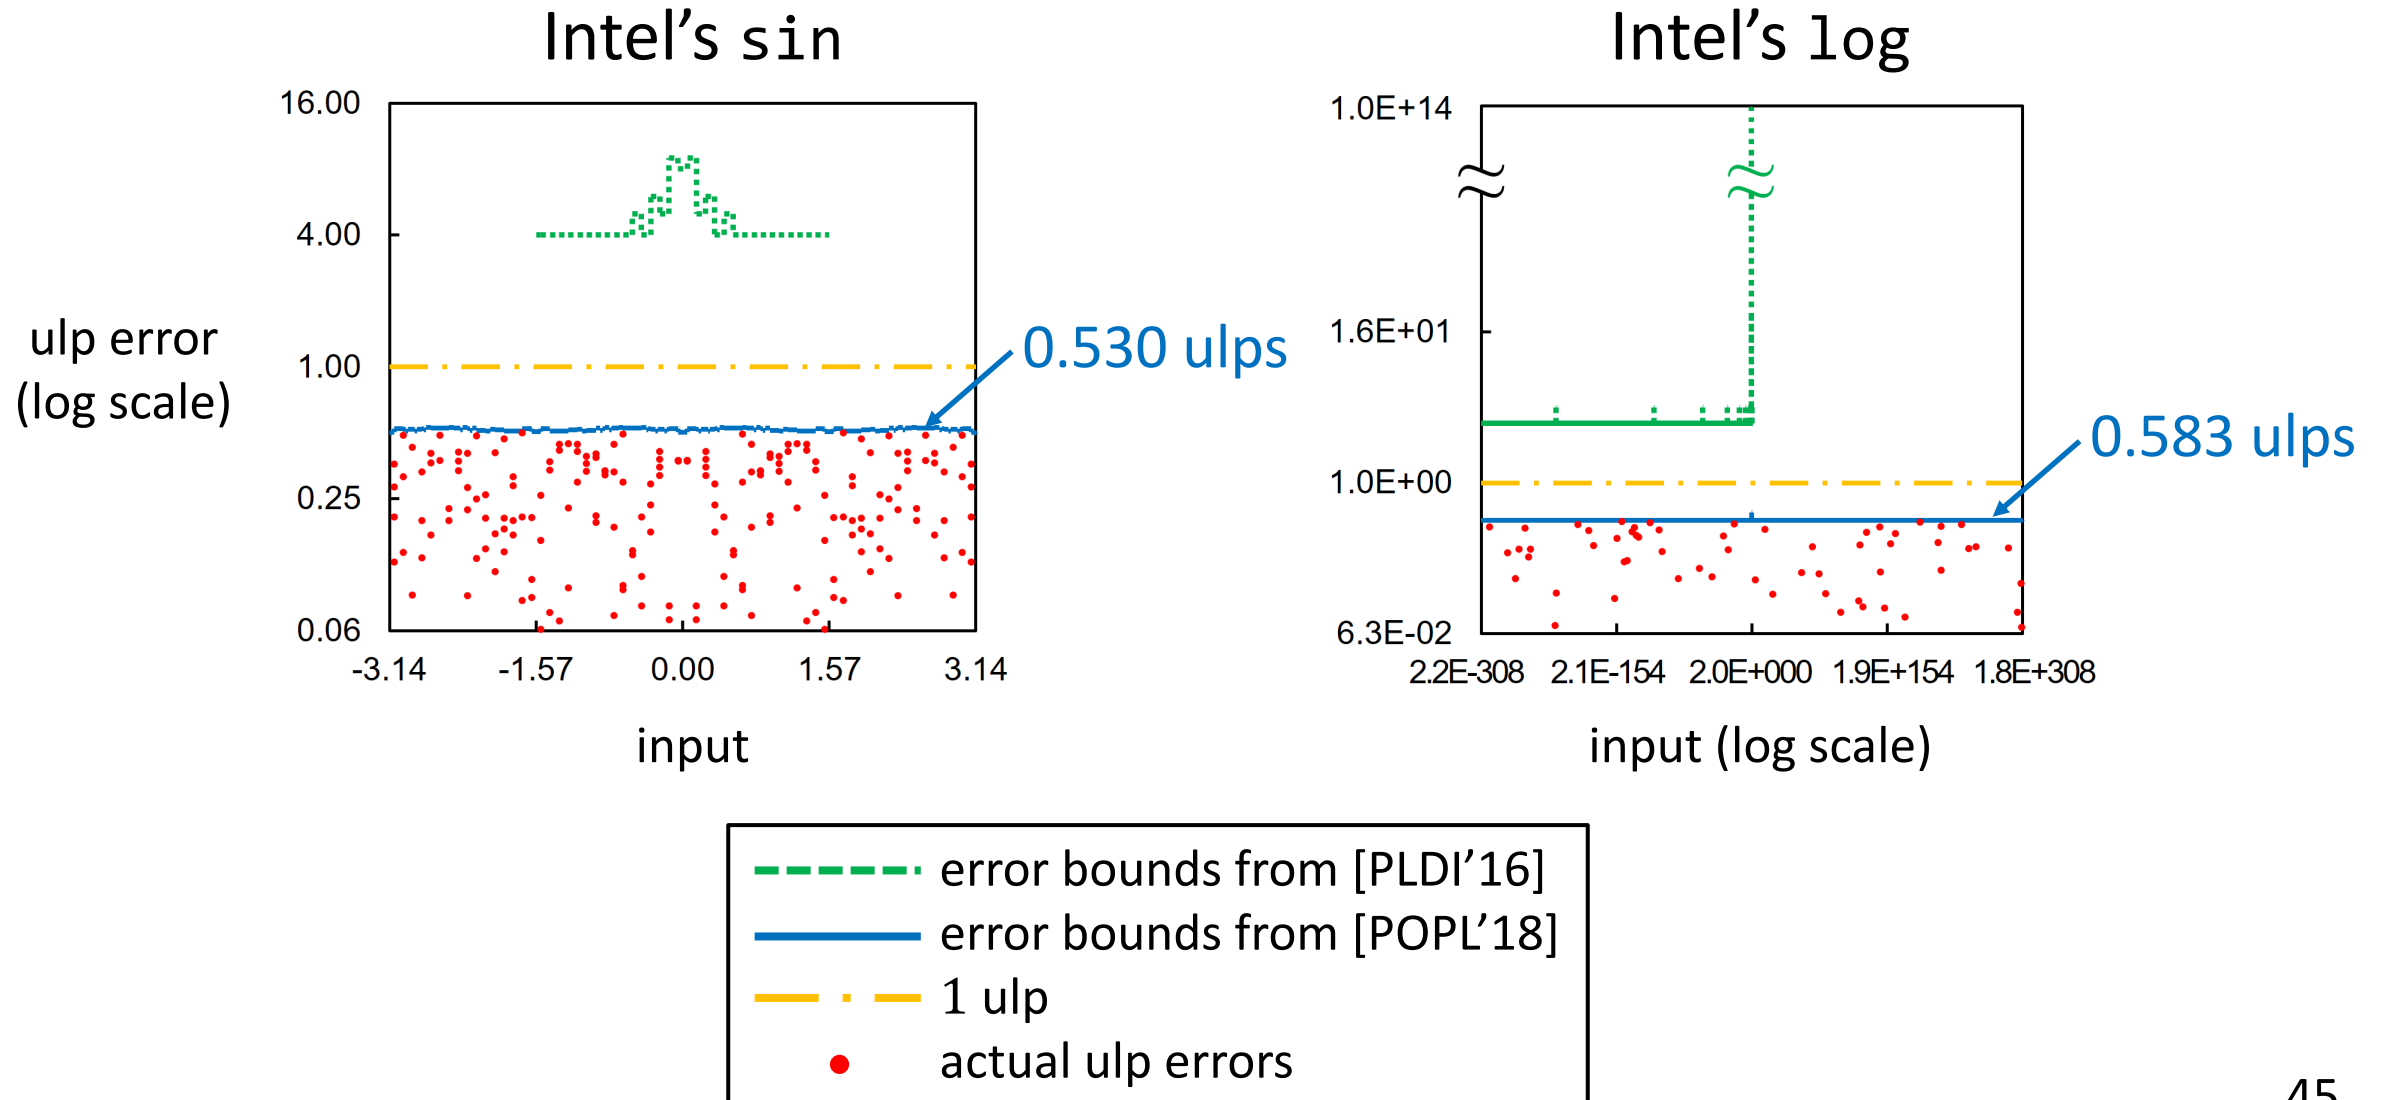 Intel’s sin
16.00
4.00
1.00
0.25
0.06
ulp error
(log scale)
0.530 ulps
-3.14 -1.57 0.00 1.57 3.14
input
Intel’s log
1.0E+14
1.6E+01
1.0E+00
6.3E-02
0.583 ulps
2.2E-308 2.1E-154 2.0E+000 1.9E+154 1.8E+308
input (log scale)
error bounds from [PLDI’16]
error bounds from [POPL’18]
1 ulp
actual ulp errors
45